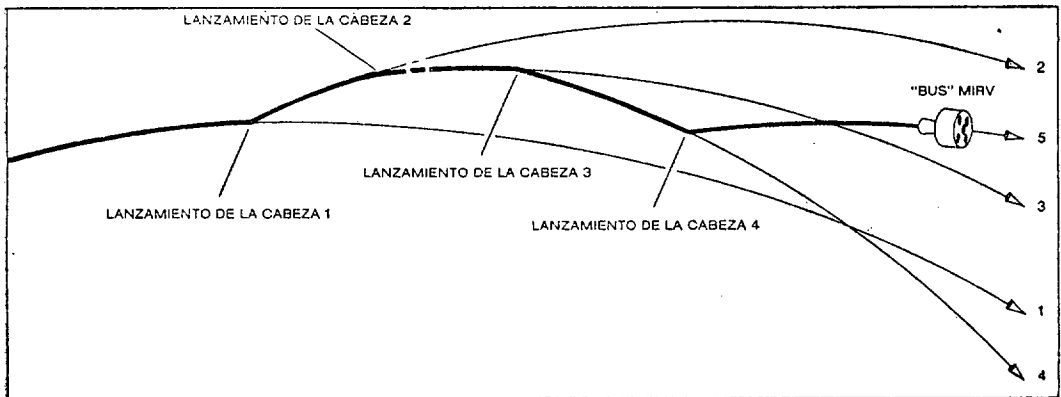 LANZAMIENTO DE LA CABEZA 2
2
"BUS" MIRV
5
LANZAMIENTO DE LA CABEZA 3
3
LANZAMIENTO DE LA CABEZA 1
LANZAMIENTO DE LA CABEZA 4
1
4